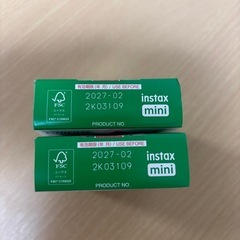 FSC
有効期限(年 月)/USE BEFORE
2027-02
2K03109
PRODUCT NO
instax
mini
FSC
有効期限(年 月)/USE BEFORE
2027-02
2K03109
PRODUCT NO
instax
mini